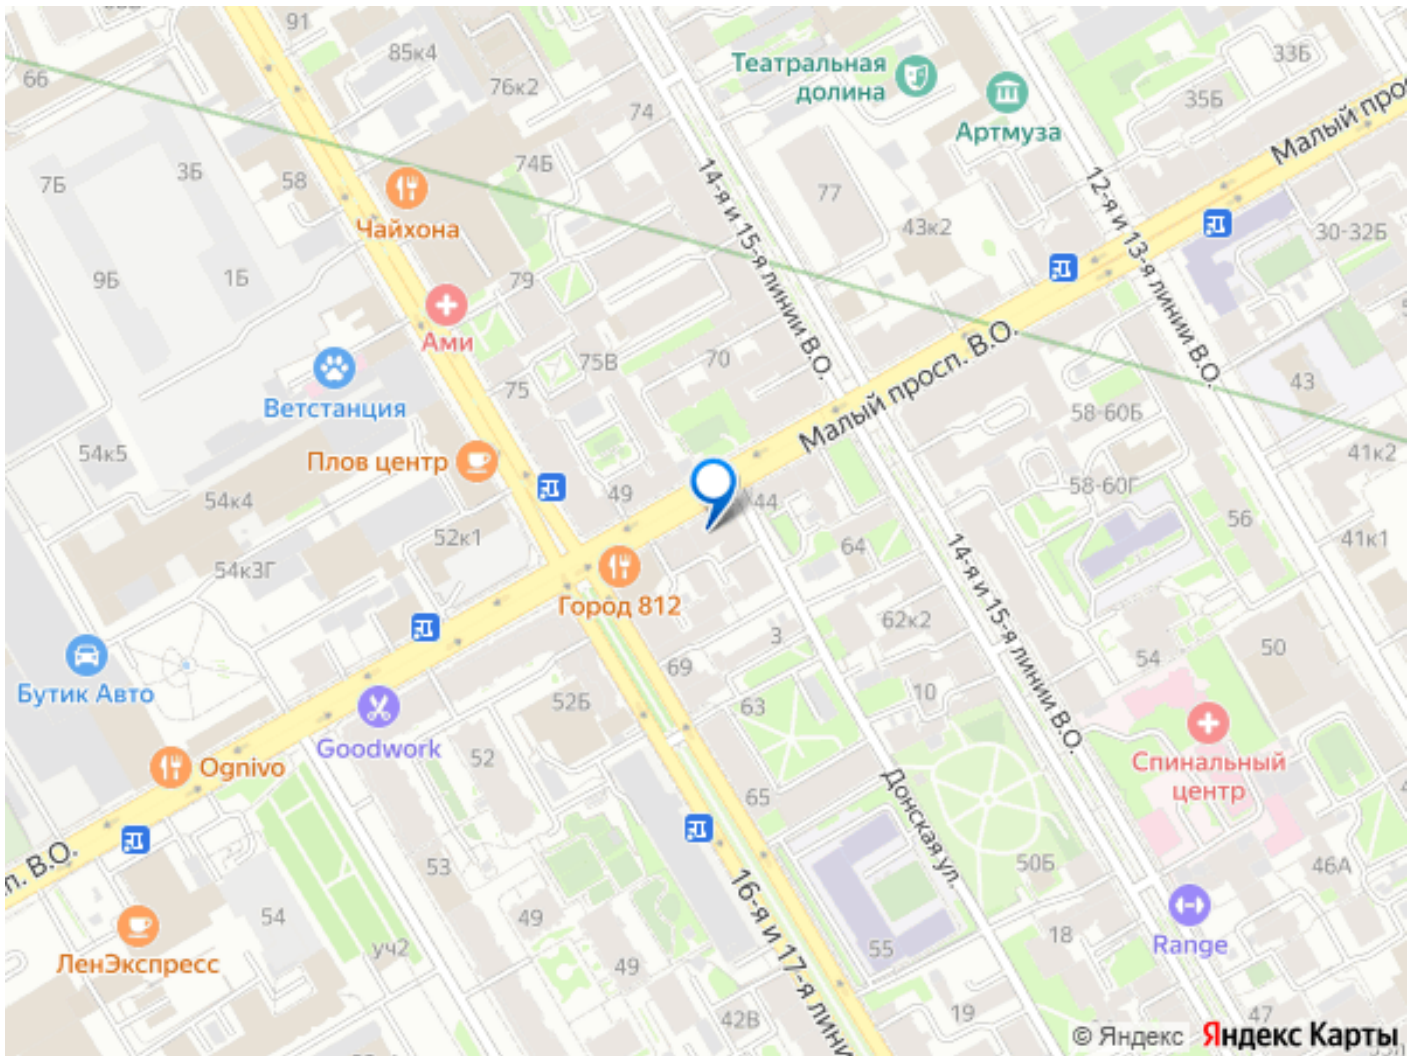 91
85к4
66
76к2
74
Театральная
долина
Артмуза
33Б
35Б
Малый прос
7Б
3Б
58
74Б
77
14-я и 15-я линии В.О.
12-я и 13-я линии В.О.
Чайхона
43к2
30-32Б
9Б
1Б
79
Ами
75В
70
Малый просп. В.О.
Ветстанция
75
43
58-60Б
54к5
Плов центр
41к2
54к4
49
44
58-60Г
56
52к1
64
41к1
54к3Г
14-я и 15-я линии В.О.
Город 812
3
62к2
69
54
50
Бутик Авто
52Б
63
10
Goodwork
52
Спинальный
центр
Ognivo
65
Донская ул.
п. В.О.
53
50Б
46А
16-я и 17-я лини
54
49
55
18
Range
ЛенЭкспресс
уч2
49
42В
19
47
© Яндекс Яндекс Карты